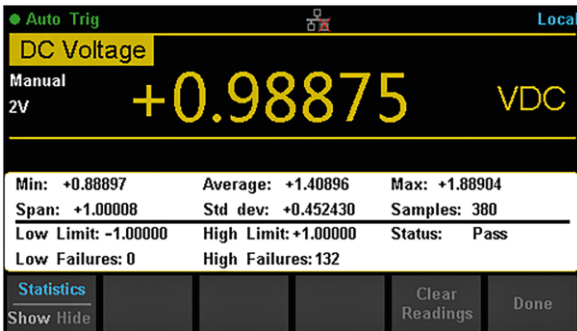 Auto Trig Local
DC Voltage
Manual
2V
+0.98875 VDC
Min: +0.88897 Average: +1.40896 Max: +1.88904
Span: +1.00008 Std dev: +0.452430 Samples: 380
Low Limit: -1.00000 High Limit: +1.00000 Status: Pass
Low Failures: 0 High Failures: 132
Statistics
Show Hide
Clear
Readings
Done